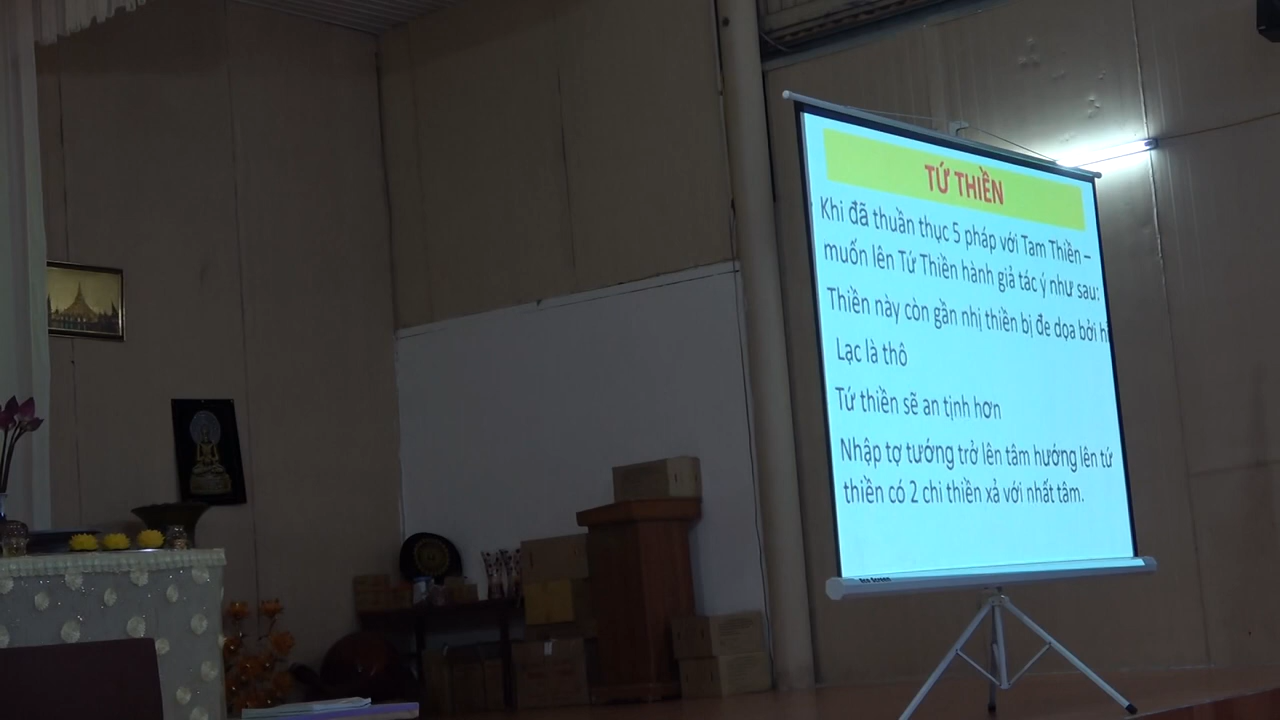 TỨ THIỀN
Khi đã thuần thục 5 pháp với Tam Thiền –
muốn lên Tứ Thiền hành giả tác ý như sau:
Thiền này còn gần nhị thiền bị đe dọa bởi
Lạc là thô
Tứ thiền sẽ an tịnh hơn
Nhập tợ tướng trở lên tâm hướng lên tứ
thiền có 2 chi thiền xả với nhất tâm.